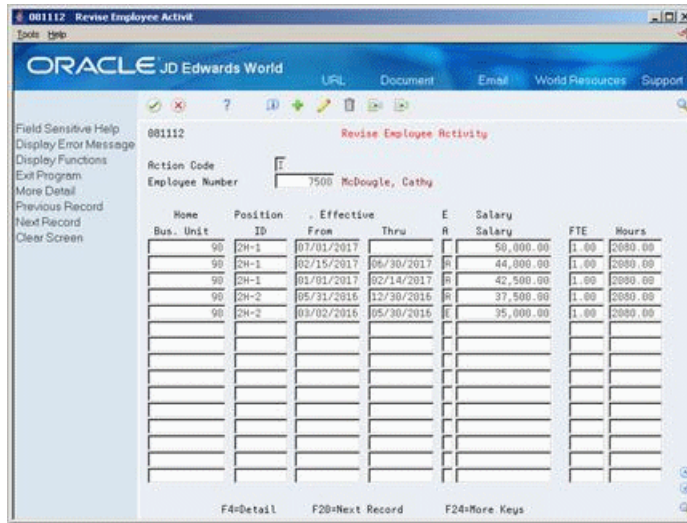 081112 Revise Employee Activit
Tools Help
ORACLE JD Edwards World
URL Document Email World Resources Support
Field Sensitive Help
Display Error Message
Display Functions
Exit Program
More Detail
Previous Record
Next Record
Clear Screen
081112 Revise Employee Activity
Action Code I
Employee Number 7500 McDougle, Cathy
Home Position . Effective E Salary
Bus. Unit ID From Thru R Salary FTE Hours
90 2H-1 07/01/2017 50,000.00 1.00 2080.00
90 2H-1 02/15/2017 06/30/2017 A 44,000.00 1.00 2080.00
90 2H-1 01/01/2017 02/14/2017 A 42,500.00 1.00 2080.00
90 2H-2 05/31/2016 12/30/2016 A 37,500.00 1.00 2080.00
90 2H-2 03/02/2016 05/30/2016 E 35,000.00 1.00 2080.00
F4=Detail F20=Next Record F24=More Keys